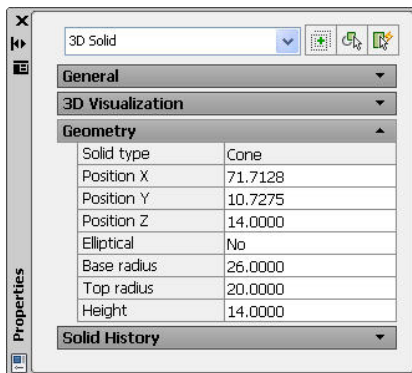 3D Solid
General
3D Visualization
Geometry
Solid type Cone
Position X 71.7128
Position Y 10.7275
Position Z 14.0000
Elliptical No
Base radius 26.0000
Top radius 20.0000
Height 14.0000
Solid History
Properties